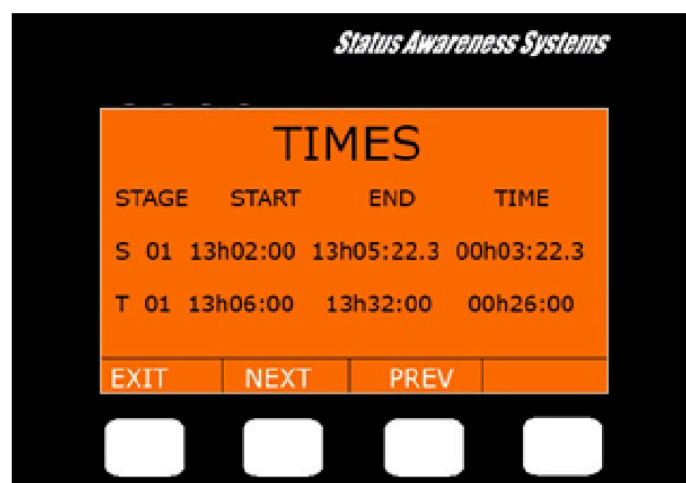 Status Awareness Systems
TIMES
STAGE START END TIME
S 01 13h02:00 13h05:22.3 00h03:22.3
T 01 13h06:00 13h32:00 00h26:00
EXIT NEXT PREV